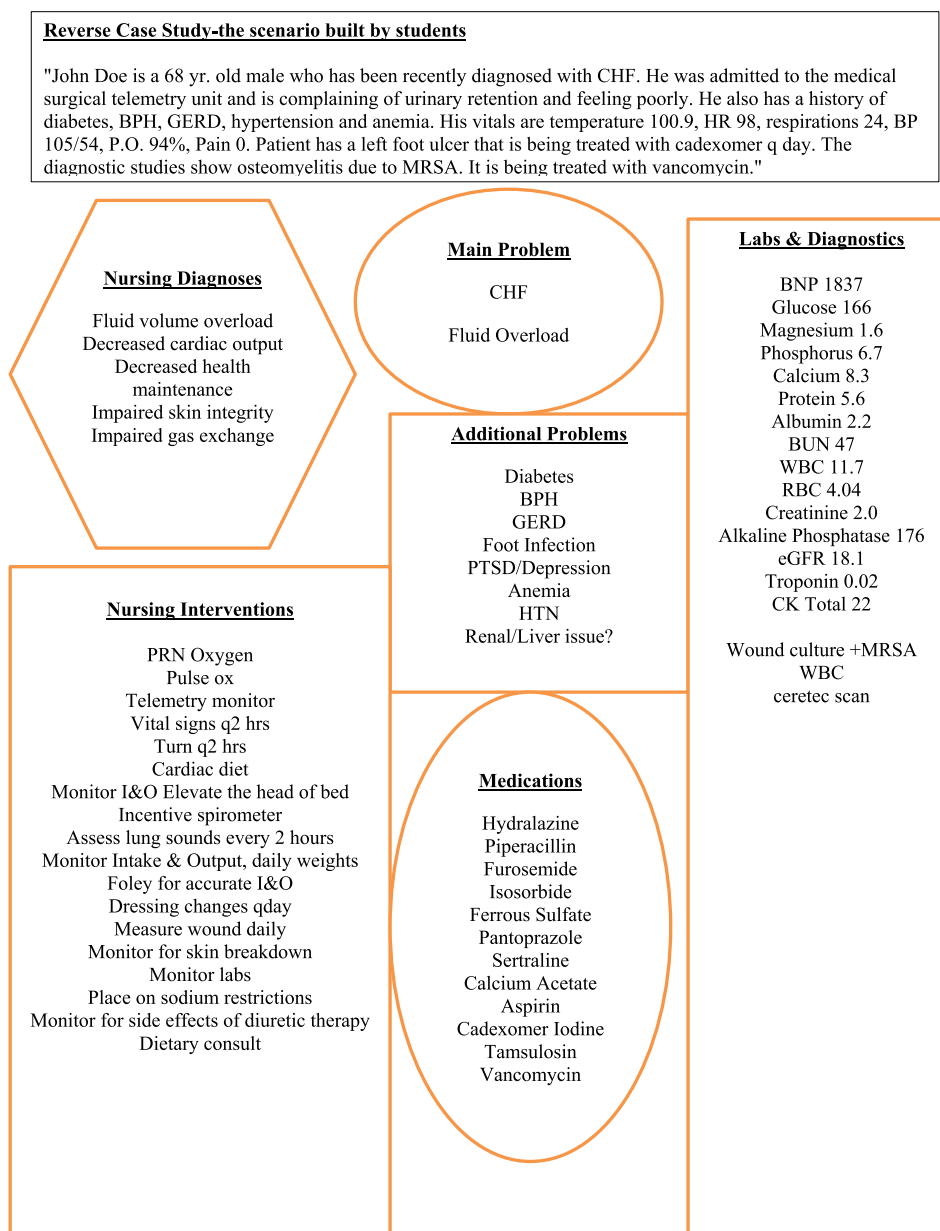 Reverse Case Study-the scenario built by students
"John Doe is a 68 yr. old male who has been recently diagnosed with CHF. He was admitted to the medical
surgical telemetry unit and is complaining of urinary retention and feeling poorly. He also has a history of
diabetes, BPH, GERD, hypertension and anemia. His vitals are temperature 100.9, HR 98, respirations 24, BP
105/54, P.O. 94%, Pain 0. Patient has a left foot ulcer that is being treated with cadexomer q day. The
diagnostic studies show osteomyelitis due to MRSA. It is being treated with vancomycin."
Nursing Diagnoses
Fluid volume overload
Decreased cardiac output
Decreased health
maintenance
Impaired skin integrity
Impaired gas exchange
Main Problem
CHF
Fluid Overload
Labs & Diagnostics
BNP 1837
Glucose 166
Magnesium 1.6
Phosphorus 6.7
Calcium 8.3
Protein 5.6
Albumin 2.2
BUN 47
WBC 11.7
RBC 4.04
Creatinine 2.0
Alkaline Phosphatase 176
eGFR 18.1
Troponin 0.02
CK Total 22
Wound culture +MRSA
WBC
ceretec scan
Additional Problems
Diabetes
BPH
GERD
Foot Infection
PTSD/Depression
Anemia
HTN
Renal/Liver issue?
Nursing Interventions
PRN Oxygen
Pulse ox
Telemetry monitor
Vital signs q2 hrs
Turn q2 hrs
Cardiac diet
Monitor I&O Elevate the head of bed
Incentive spirometer
Assess lung sounds every 2 hours
Monitor Intake & Output, daily weights
Foley for accurate I&O
Dressing changes qday
Measure wound daily
Monitor for skin breakdown
Monitor labs
Place on sodium restrictions
Monitor for side effects of diuretic therapy
Dietary consult
Medications
Hydralazine
Piperacillin
Furosemide
Isosorbide
Ferrous Sulfate
Pantoprazole
Sertraline
Calcium Acetate
Aspirin
Cadexomer Iodine
Tamsulosin
Vancomycin